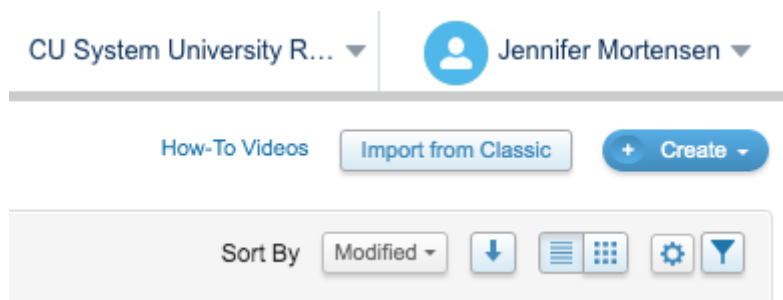 CU System University R...
Jennifer Mortensen
How-To Videos
Import from Classic
+ Create
Sort By
Modified